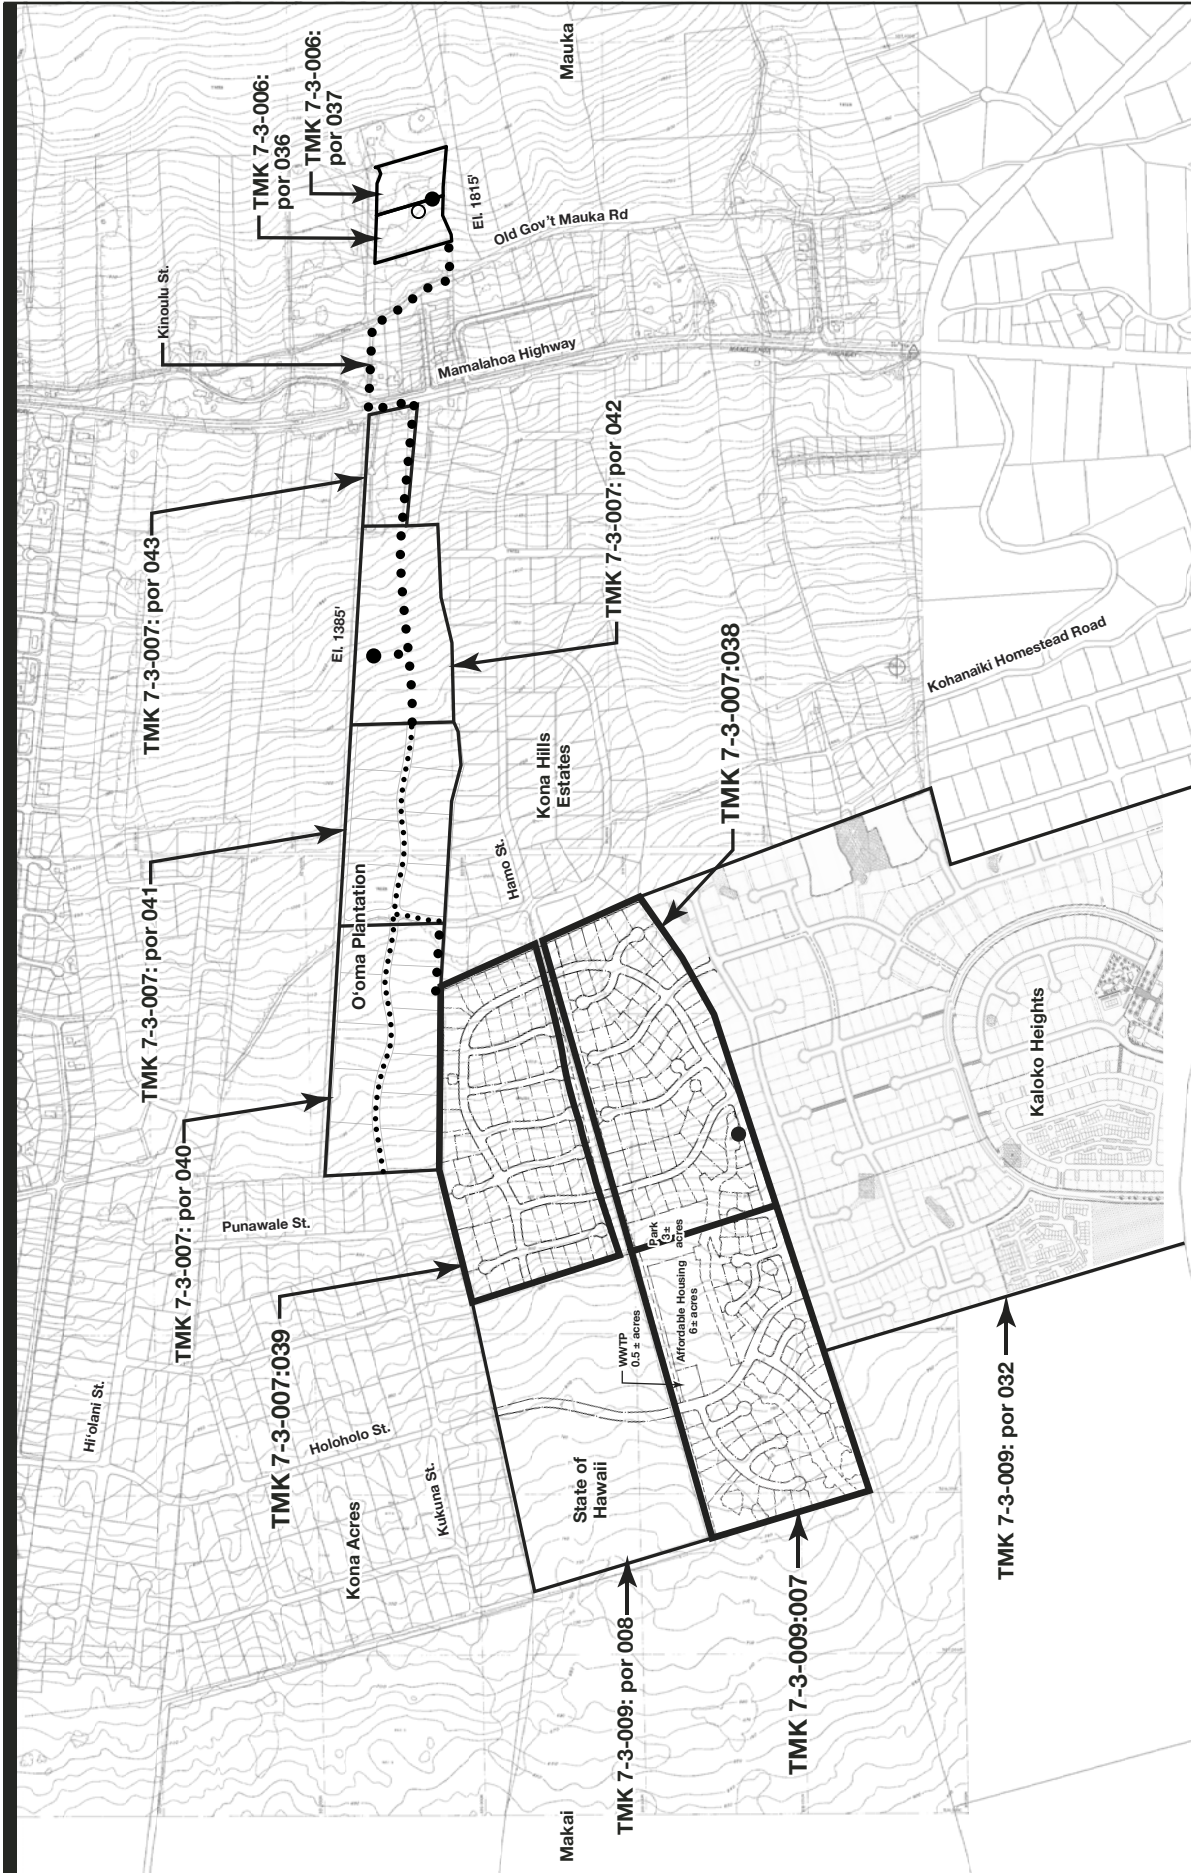 Mauka
TMK 7-3-006:
por 037
TMK 7-3-006:
por 036
El. 1815'
Old Gov't Mauka Rd
Kinoulu St.
Mamalahoa Highway
TMK 7-3-007: por 042
TMK 7-3-007: por 043
El. 1385'
TMK 7-3-007:038
Kohanaiki Homestead Road
Kona Hills
Estates
Hamo St.
TMK 7-3-007: por 041
O'oma Plantation
Kaloko Heights
TMK 7-3-007: por 040
Punawale St.
Park
3±
acres
Affordable Housing
6± acres
WWTP
0.5 ± acres
TMK 7-3-007:039
Hi'olani St.
Holoholo St.
Kukuna St.
Kona Acres
State of
Hawaii
TMK 7-3-009: por 032
TMK 7-3-009:007
TMK 7-3-009: por 008
Makai